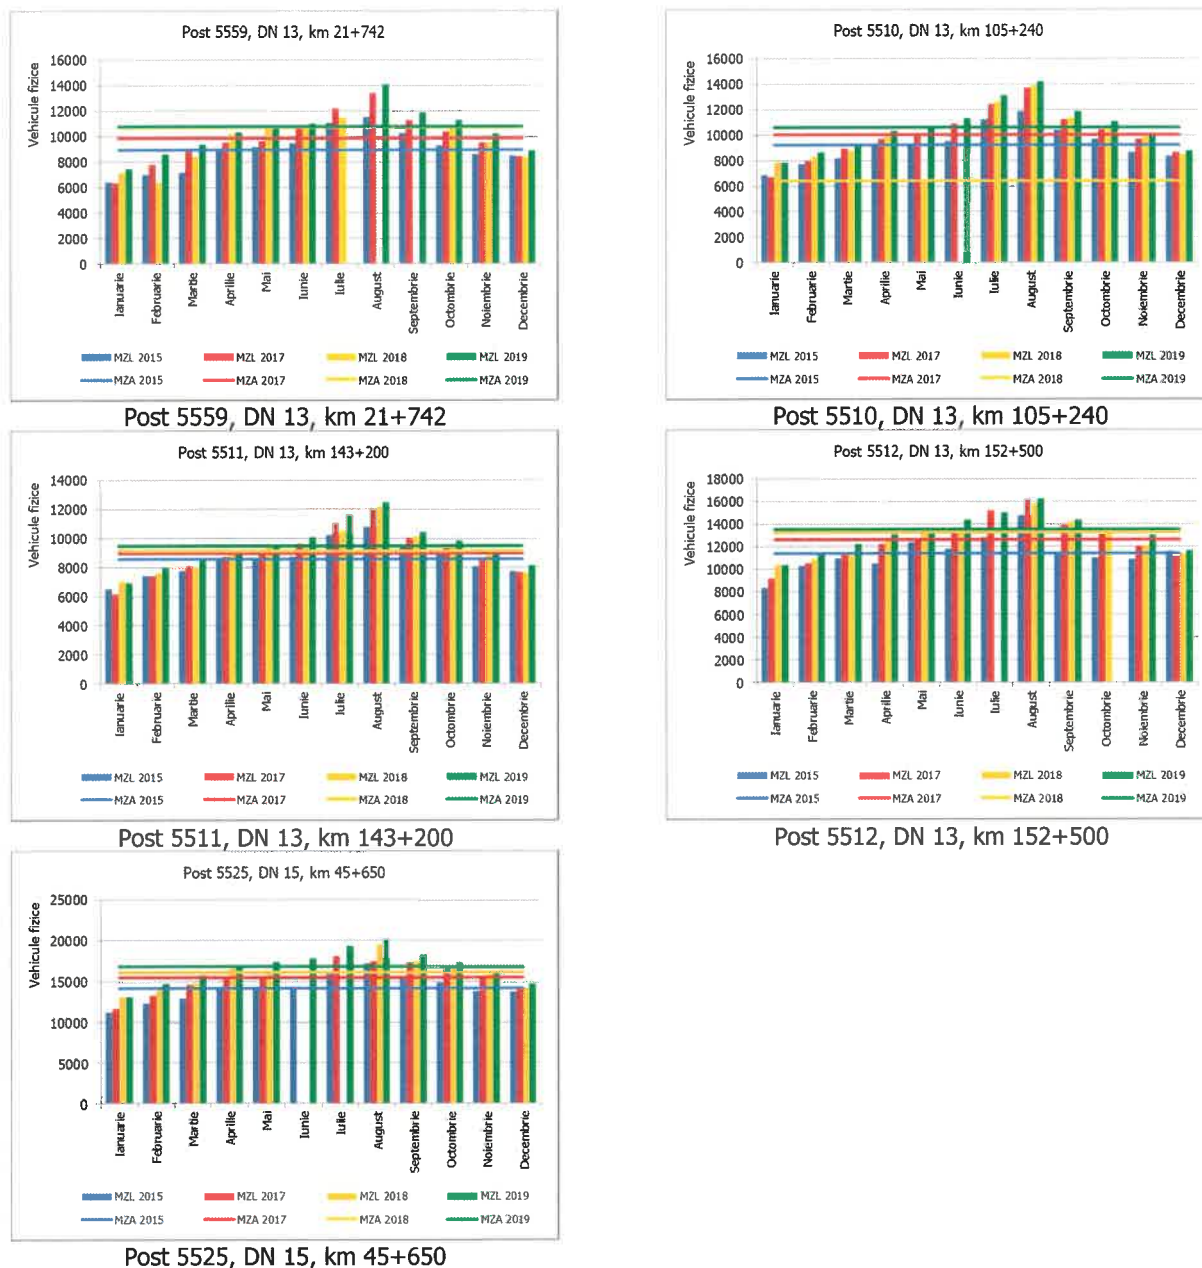 Post 5559, DN 13, km 21+742
Vehicule fizice
16000
14000
12000
10000
8000
6000
4000
2000
0
Ianuarie
Februarie
Martie
Aprilie
Mai
Iunie
Iulie
August
Septembrie
Octombrie
Noiembrie
Decembrie
MZL 2015 MZL 2017 MZL 2018 MZL 2019
MZA 2015 MZA 2017 MZA 2018 MZA 2019
Post 5559, DN 13, km 21+742
Post 5510, DN 13, km 105+240
Vehicule fizice
16000
14000
12000
10000
8000
6000
4000
2000
0
Ianuarie
Februarie
Martie
Aprilie
Mai
Iunie
Iulie
August
Septembrie
Octombrie
Noiembrie
Decembrie
MZL 2015 MZL 2017 MZL 2018 MZL 2019
MZA 2015 MZA 2017 MZA 2018 MZA 2019
Post 5510, DN 13, km 105+240
Post 5511, DN 13, km 143+200
Vehicule fizice
14000
12000
10000
8000
6000
4000
2000
0
Ianuarie
Februarie
Martie
Aprilie
Mai
Iunie
Iulie
August
Septembrie
Octombrie
Noiembrie
Decembrie
MZL 2015 MZL 2017 MZL 2018 MZL 2019
MZA 2015 MZA 2017 MZA 2018 MZA 2019
Post 5511, DN 13, km 143+200
Post 5512, DN 13, km 152+500
Vehicule fizice
18000
16000
14000
12000
10000
8000
6000
4000
2000
0
Ianuarie
Februarie
Martie
Aprilie
Mai
Iunie
Iulie
August
Septembrie
Octombrie
Noiembrie
Decembrie
MZL 2015 MZL 2017 MZL 2018 MZL 2019
MZA 2015 MZA 2017 MZA 2018 MZA 2019
Post 5512, DN 13, km 152+500
Post 5525, DN 15, km 45+650
Vehicule fizice
25000
20000
15000
10000
5000
0
Ianuarie
Februarie
Martie
Aprilie
Mai
Iunie
Iulie
August
Septembrie
Octombrie
Noiembrie
Decembrie
MZL 2015 MZL 2017 MZL 2018 MZL 2019
MZA 2015 MZA 2017 MZA 2018 MZA 2019
Post 5525, DN 15, km 45+650